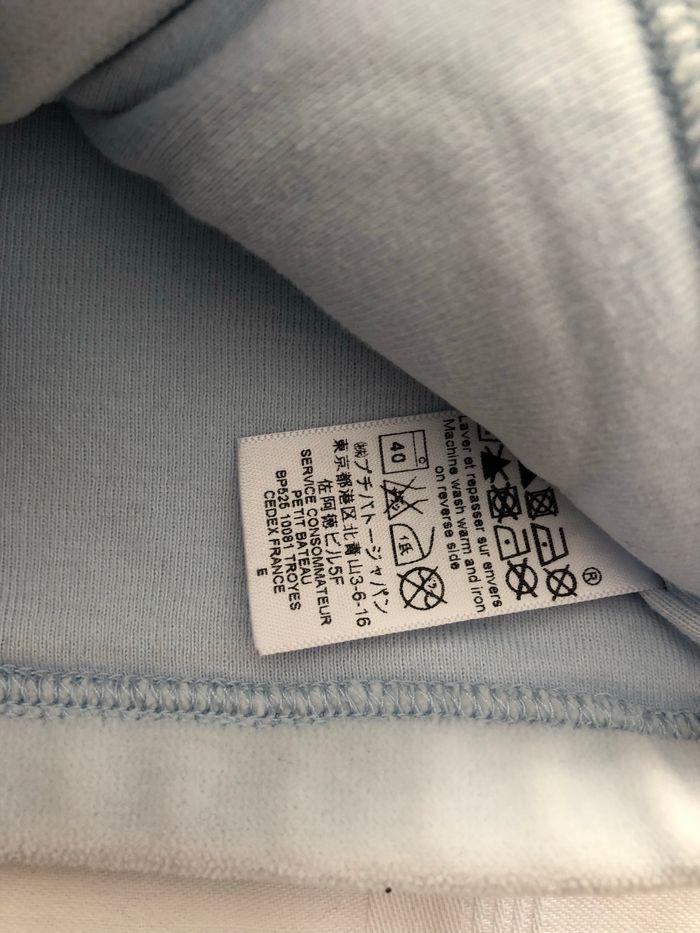 ®
Laver et repasser sur envers
Machine wash warm and iron
on reverse side
40
低
㈱プチバトージャパン
東京都港区北青山3-6-16
佐阿徳ビル5F
SERVICE CONSOMMATEUR
PETIT BATEAU
BP525 10081 TROYES
CEDEX FRANCE
E